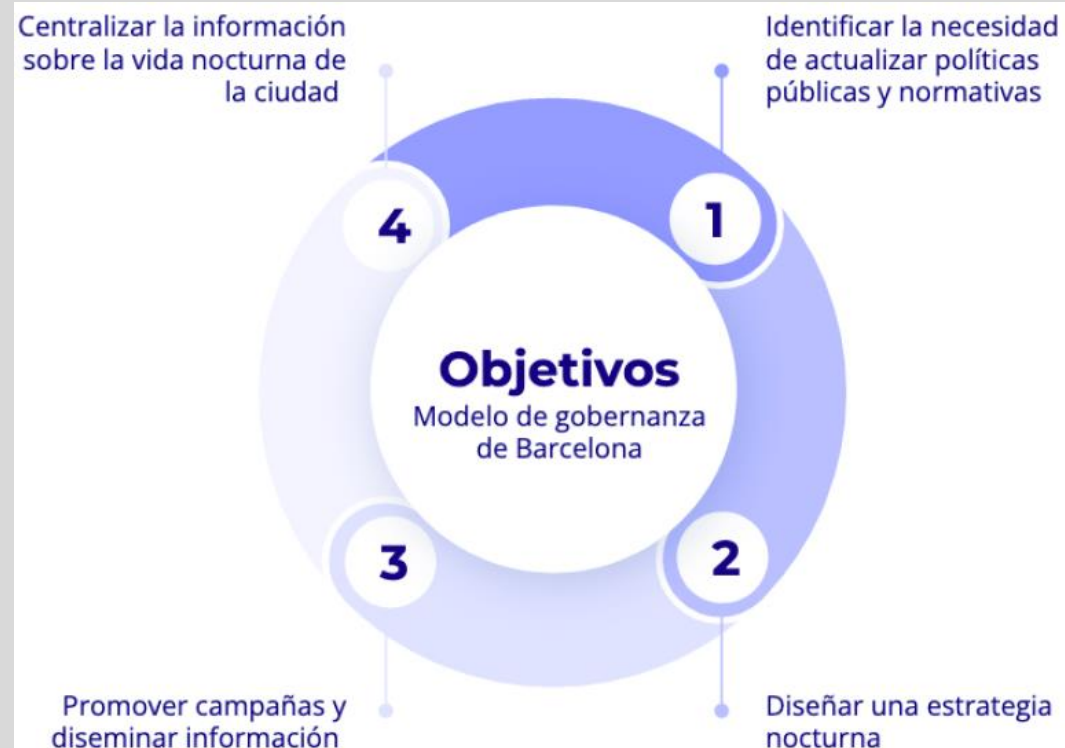 Centralizar la información
sobre la vida nocturna de
la ciudad
Identificar la necesidad
de actualizar políticas
públicas y normativas
4
1
Objetivos
Modelo de gobernanza
de Barcelona
3
2
Promover campañas y
diseminar información
Diseñar una estrategia
nocturna